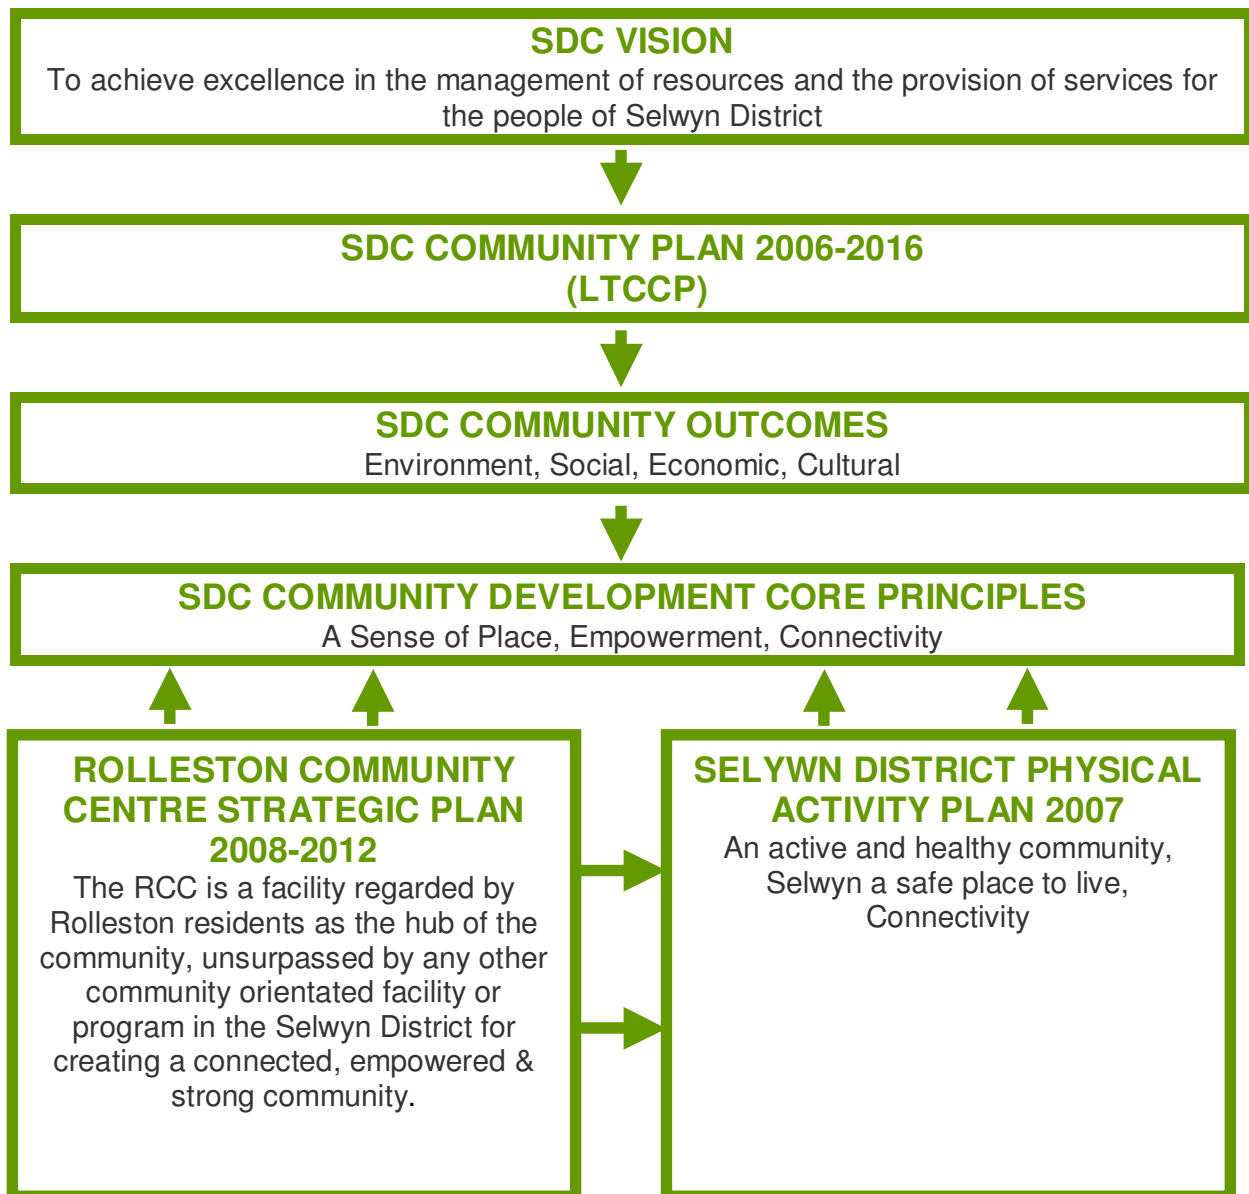 SDC VISION
To achieve excellence in the management of resources and the provision of services for
the people of Selwyn District
SDC COMMUNITY PLAN 2006-2016
(LTCCP)
SDC COMMUNITY OUTCOMES
Environment, Social, Economic, Cultural
SDC COMMUNITY DEVELOPMENT CORE PRINCIPLES
A Sense of Place, Empowerment, Connectivity
ROLLESTON COMMUNITY
CENTRE STRATEGIC PLAN
2008-2012
The RCC is a facility regarded by
Rolleston residents as the hub of the
community, unsurpassed by any other
community orientated facility or
program in the Selwyn District for
creating a connected, empowered &
strong community.
SELYWN DISTRICT PHYSICAL
ACTIVITY PLAN 2007
An active and healthy community,
Selwyn a safe place to live,
Connectivity